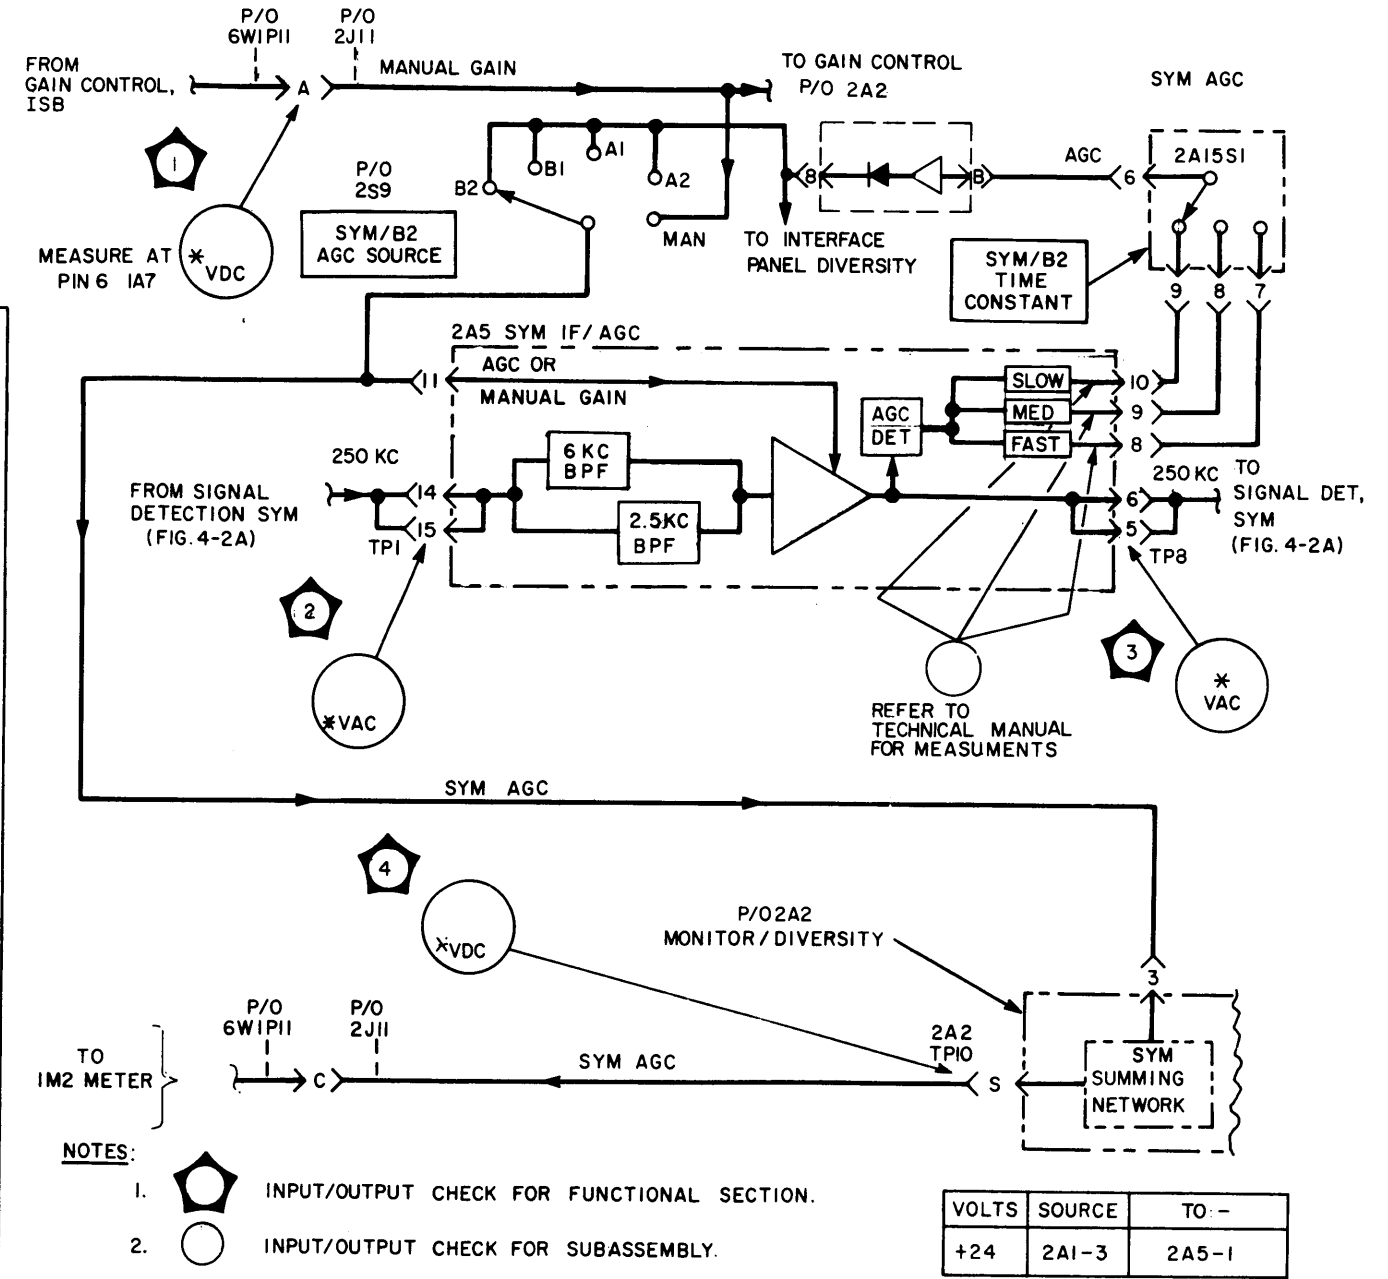 P/O
6W1P11
P/O
2J11
FROM
GAIN CONTROL,
ISB
A
MANUAL GAIN
TO GAIN CONTROL
P/O 2A2
SYM AGC
1
P/O
2S9
SYM/B2
AGC SOURCE
B2
B1
A1
A2
MAN
8
B
AGC
6
2A15S1
MEASURE AT
PIN 6 1A7
*
VDC
TO INTERFACE
PANEL DIVERSITY
SYM/B2
TIME
CONSTANT
9
8
7
2A5 SYM IF/AGC
11
AGC OR
MANUAL GAIN
SLOW
10
MED
9
FAST
8
AGC
DET
250 KC
FROM SIGNAL
DETECTION SYM
(FIG. 4-2A)
14
15
TP1
6 KC
BPF
2.5KC
BPF
6
5
TP8
250 KC
TO
SIGNAL DET,
SYM
(FIG. 4-2A)
2
*VAC
3
*
VAC
REFER TO
TECHNICAL MANUAL
FOR MEASUMENTS
SYM AGC
4
*VDC
P/O2A2
MONITOR/DIVERSITY
3
SYM
SUMMING
NETWORK
2A2
TP10
S
SYM AGC
P/O
6W1P11
P/O
2J11
C
TO
1M2 METER
NOTES:
1. INPUT/OUTPUT CHECK FOR FUNCTIONAL SECTION.
2. INPUT/OUTPUT CHECK FOR SUBASSEMBLY.
VOLTS SOURCE TO:-
+24 2A1-3 2A5-1